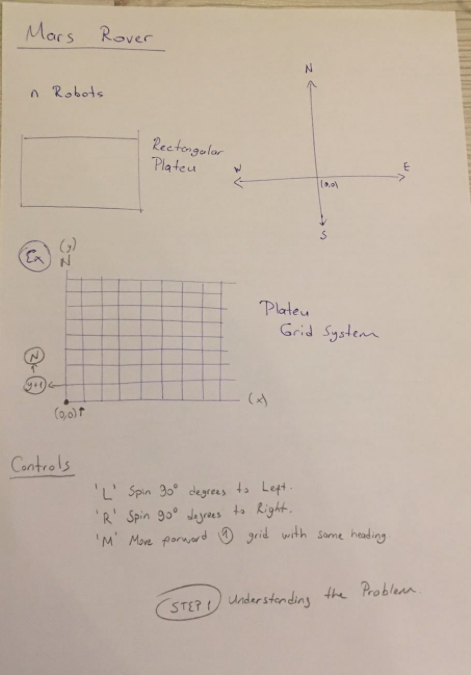 Mars Rover
n Robots
Rectangular
Plateu
N
W
E
(0,0)
S
Ex
(y)
N
Plateu
Grid System
N
y+1
(0,0)
(x)
Controls
'L' Spin 90° degrees to Left.
'R' Spin 90° degrees to Right.
'M' Move forward 1 grid with same heading.
STEP 1 Understanding the Problem.